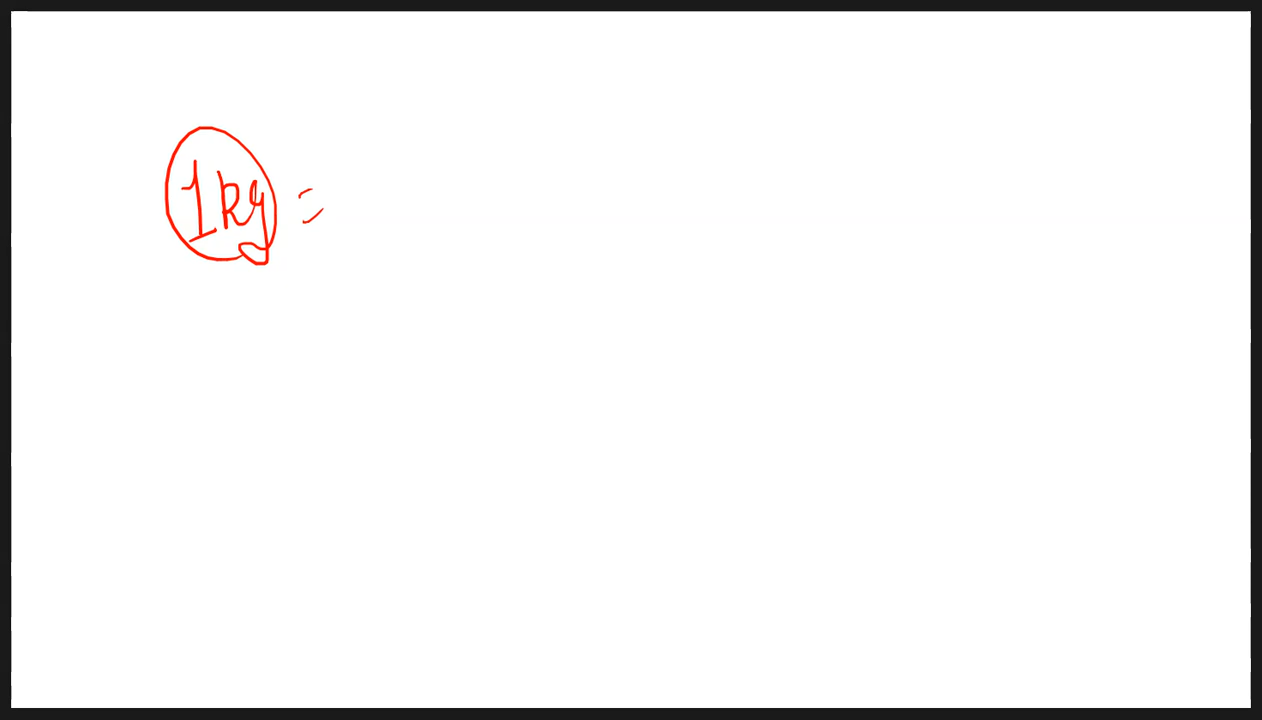 1kg =